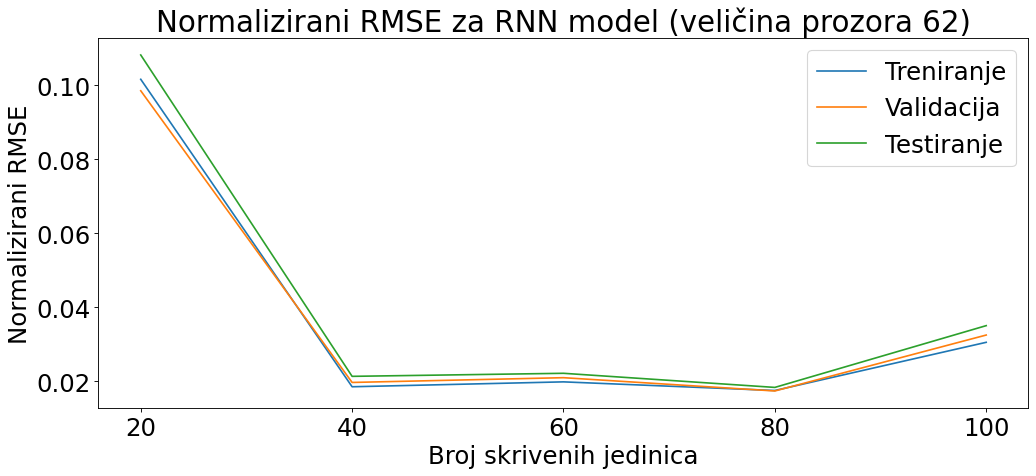 Normalizirani RMSE za RNN model (veličina prozora 62)
Normalizirani RMSE
0.10
0.08
0.06
0.04
0.02
Treniranje
Validacija
Testiranje
20 40 60 80 100
Broj skrivenih jedinica